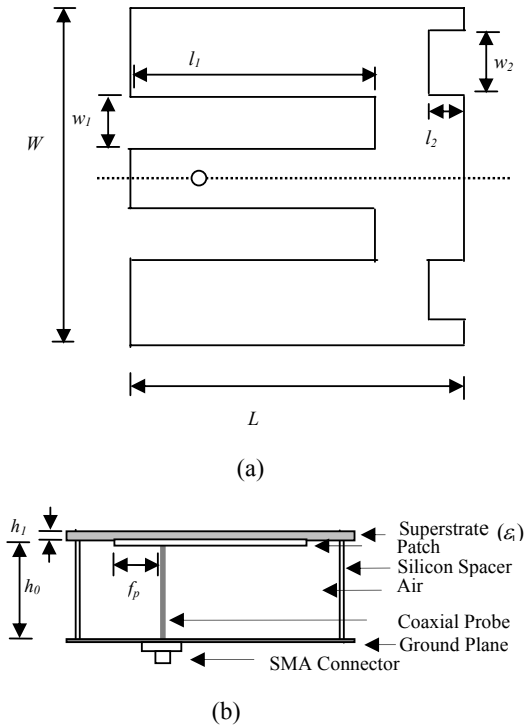 l1
w2
w1
l2
W
L
(a)
h1
Superstrate (ε1)
Patch
Silicon Spacer
h0
fp
Air
Coaxial Probe
Ground Plane
SMA Connector
(b)